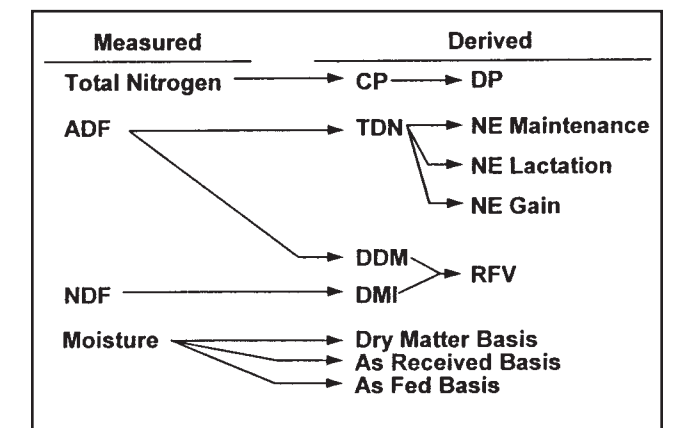 Measured Derived
Total Nitrogen CP DP
ADF TDN NE Maintenance
NE Lactation
NE Gain
DDM
RFV
NDF DMI
Moisture Dry Matter Basis
As Received Basis
As Fed Basis